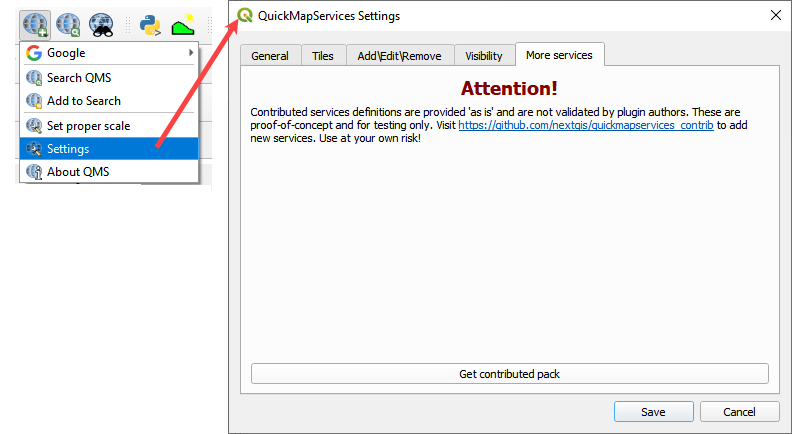 Google
Search QMS
Add to Search
Set proper scale
Settings
About QMS
QuickMapServices Settings
General
Tiles
Add\Edit\Remove
Visibility
More services
Attention!
Contributed services definitions are provided 'as is' and are not validated by plugin authors. These are
proof-of-concept and for testing only. Visit https://github.com/nextgis/quickmapservices_contrib to add
new services. Use at your own risk!
Get contributed pack
Save
Cancel